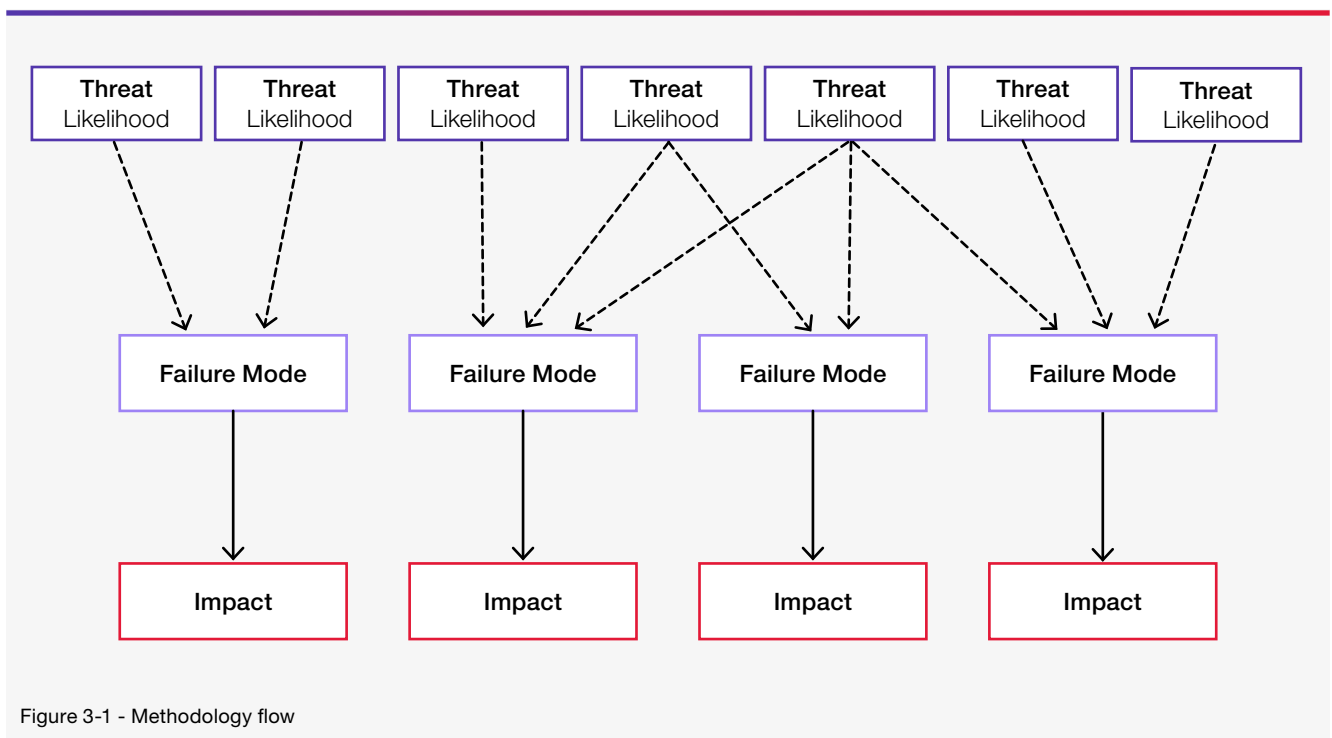 Threat
Likelihood
Threat
Likelihood
Threat
Likelihood
Threat
Likelihood
Threat
Likelihood
Threat
Likelihood
Threat
Likelihood
Failure Mode
Failure Mode
Failure Mode
Failure Mode
Impact
Impact
Impact
Impact
Figure 3-1 - Methodology flow